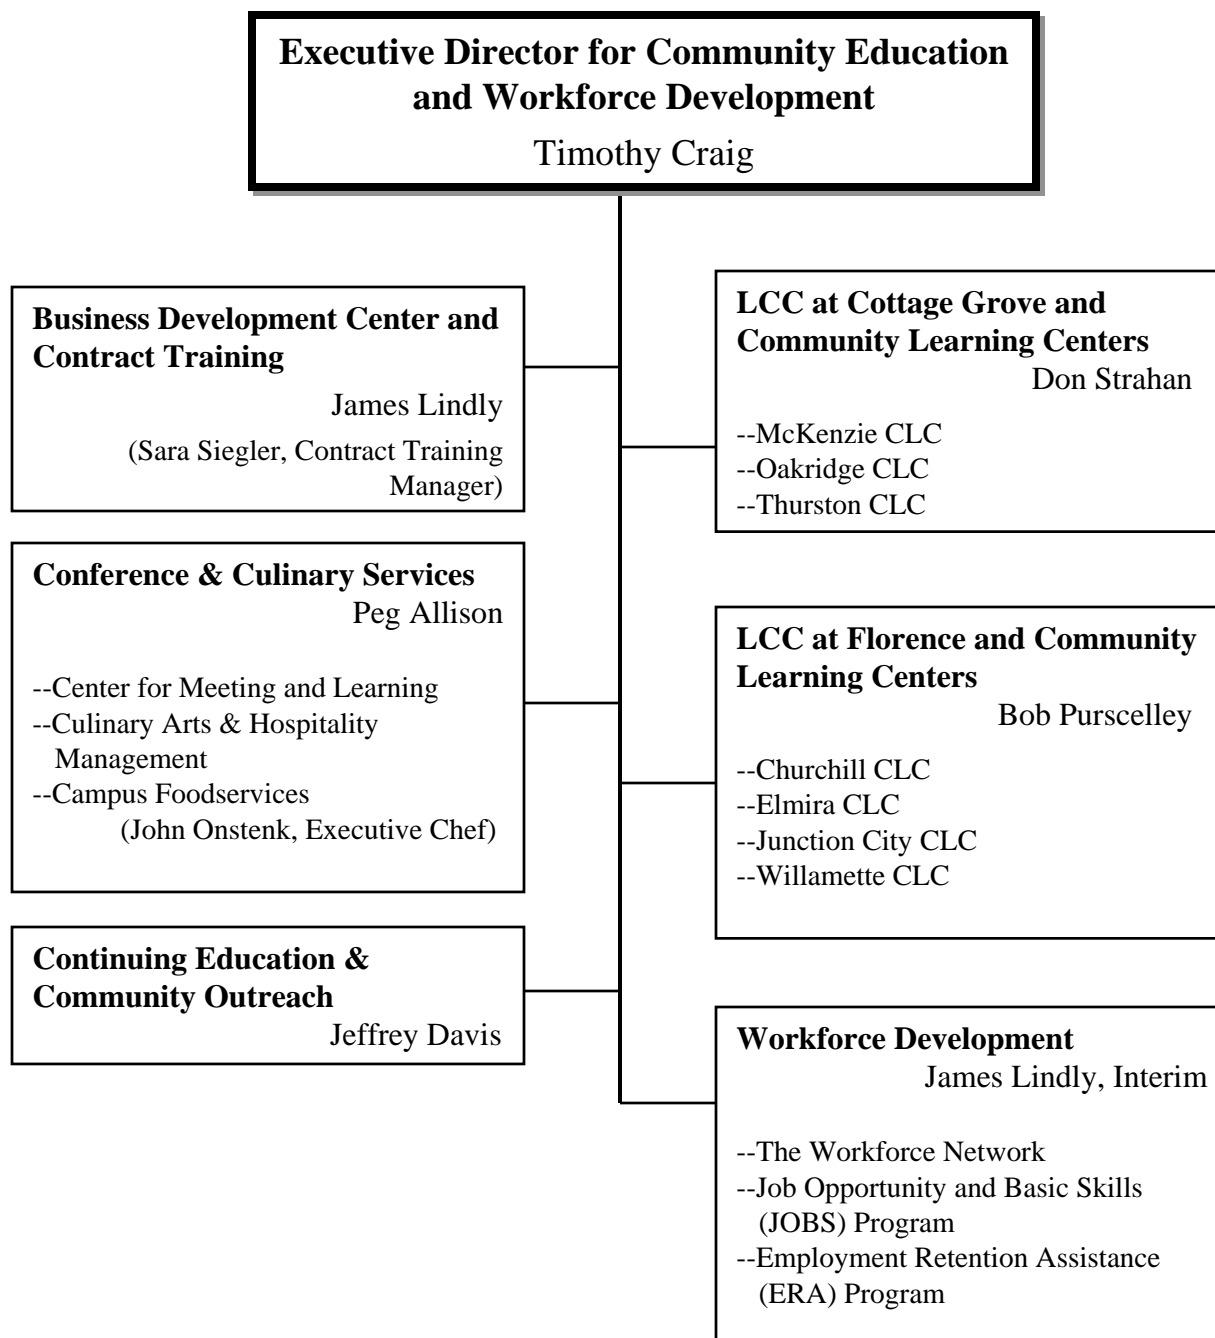 Executive Director for Community Education
and Workforce Development
Timothy Craig
Business Development Center and
Contract Training
James Lindly
(Sara Siegler, Contract Training
Manager)
Conference & Culinary Services
Peg Allison
--Center for Meeting and Learning
--Culinary Arts & Hospitality
Management
--Campus Foodservices
(John Onstenk, Executive Chef)
Continuing Education &
Community Outreach
Jeffrey Davis
LCC at Cottage Grove and
Community Learning Centers
Don Strahan
--McKenzie CLC
--Oakridge CLC
--Thurston CLC
LCC at Florence and Community
Learning Centers
Bob Purscelley
--Churchill CLC
--Elmira CLC
--Junction City CLC
--Willamette CLC
Workforce Development
James Lindly, Interim
--The Workforce Network
--Job Opportunity and Basic Skills
(JOBS) Program
--Employment Retention Assistance
(ERA) Program